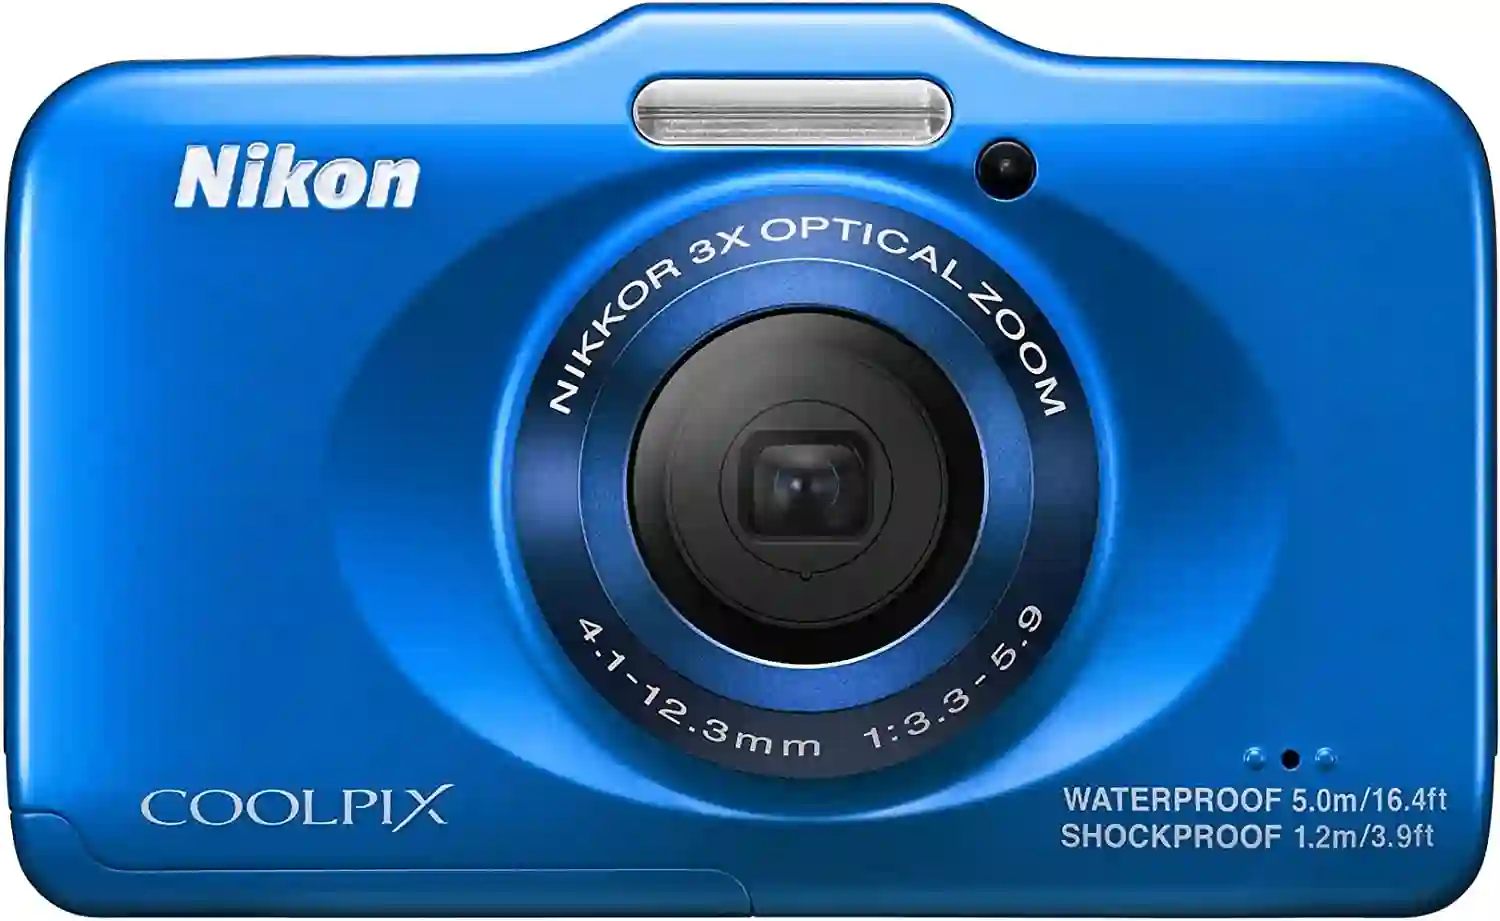 Nikon
NIKKOR 3X OPTICAL ZOOM
4.1-12.3mm 1:3.3-5.9
COOLPIX
WATERPROOF 5.0m/16.4ft
SHOCKPROOF 1.2m/3.9ft